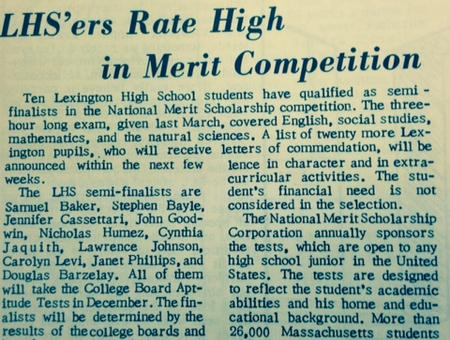 LHS'ers Rate High
in Merit Competition
Ten Lexington High School students have qualified as semi-
finalists in the National Merit Scholarship competition. The three-
hour long exam, given last March, covered English, social studies,
mathematics, and the natural sciences. A list of twenty more Lex-
ington pupils, who will receive letters of commendation, will be
announced within the next few
weeks.
The LHS semi-finalists are
Samuel Baker, Stephen Bayle,
Jennifer Cassettari, John Good-
win, Nicholas Humez, Cynthia
Jaquith, Lawrence Johnson,
Carolyn Levi, Janet Phillips, and
Douglas Barzelay. All of them
will take the College Board Apt-
itude Tests in December. The fin-
alists will be determined by the
results of the college boards and
lence in character and in extra-
curricular activities. The stu-
dent's financial need is not
considered in the selection.
The National Merit Scholarship
Corporation annually sponsors
the tests, which are open to any
high school junior in the United
States. The tests are designed
to reflect the student's academic
abilities and his home and edu-
cational background. More than
26,000 Massachusetts students